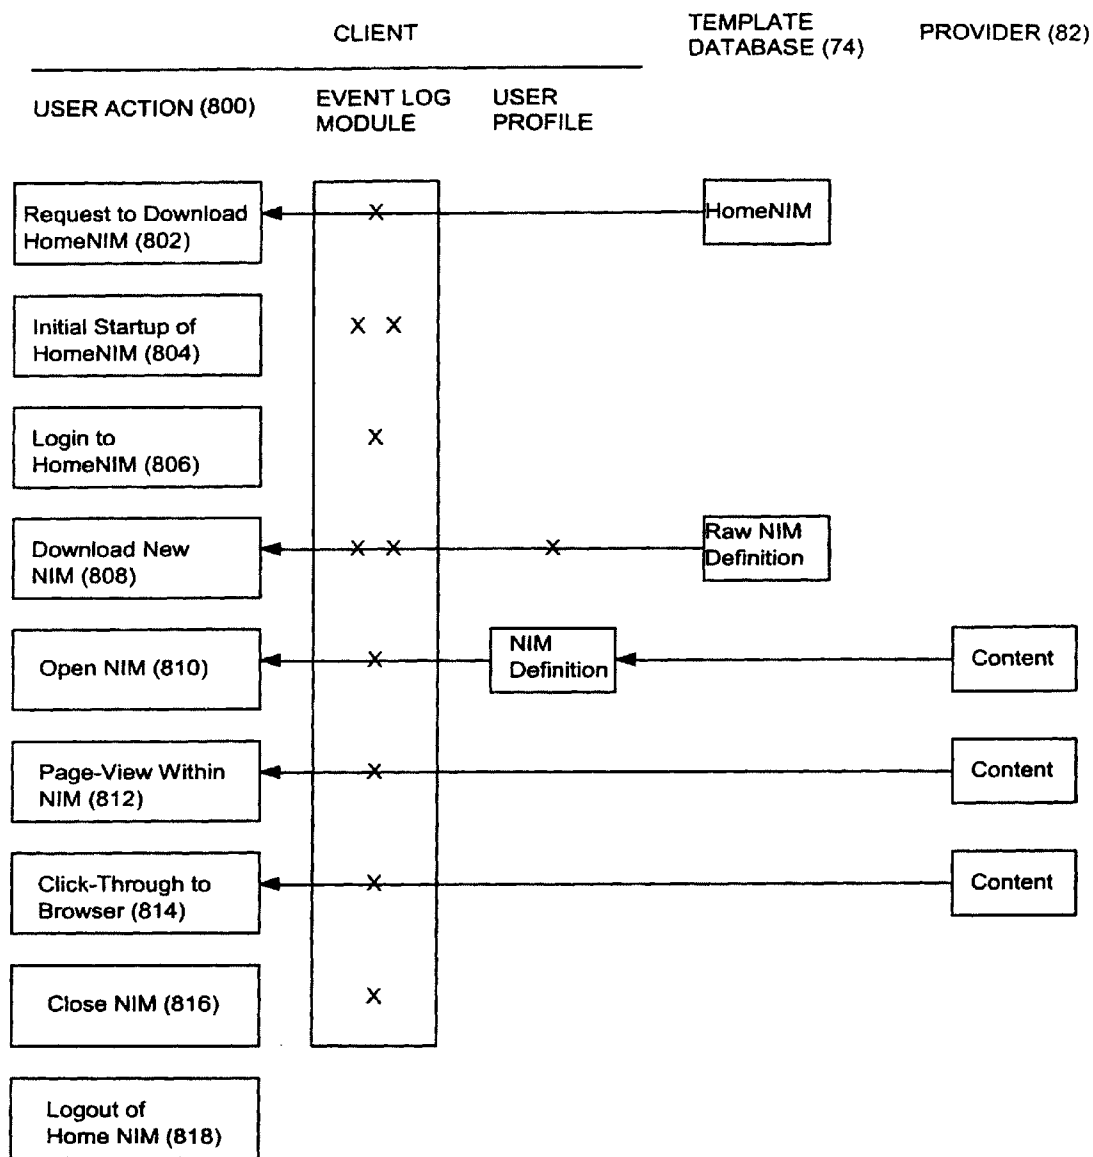 CLIENT
TEMPLATE
DATABASE (74)
PROVIDER (82)
USER ACTION (800)
EVENT LOG
MODULE
USER
PROFILE
Request to Download
HomeNIM (802)
X
HomeNIM
Initial Startup of
HomeNIM (804)
X X
Login to
HomeNIM (806)
X
Download New
NIM (808)
X X
X
Raw NIM
Definition
Open NIM (810)
X
NIM
Definition
Content
Page-View Within
NIM (812)
X
Content
Click-Through to
Browser (814)
X
Content
Close NIM (816)
X
Logout of
Home NIM (818)